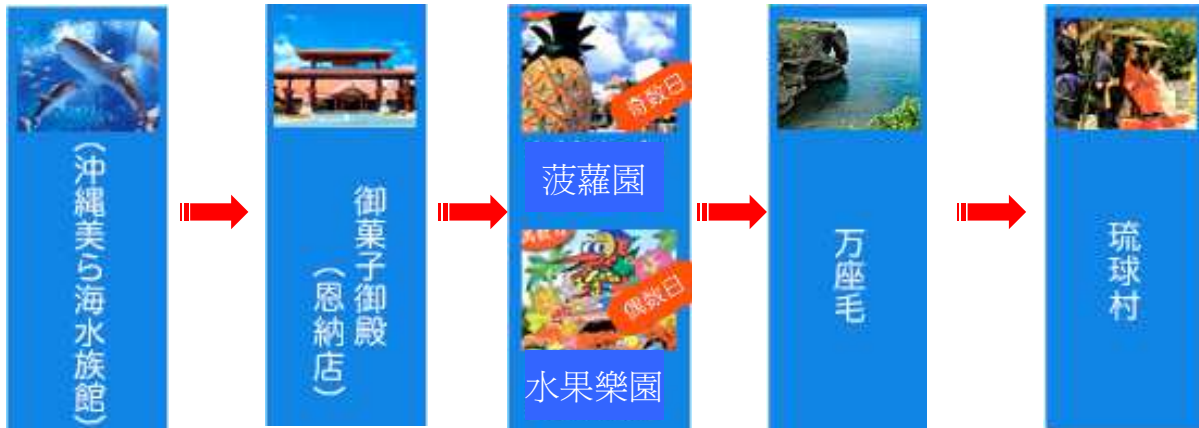 (沖縄美ら海水族館)
御菓子御殿
(恩納店)
奇数日
菠蘿園
偶数日
水果樂園
万座毛
琉球村